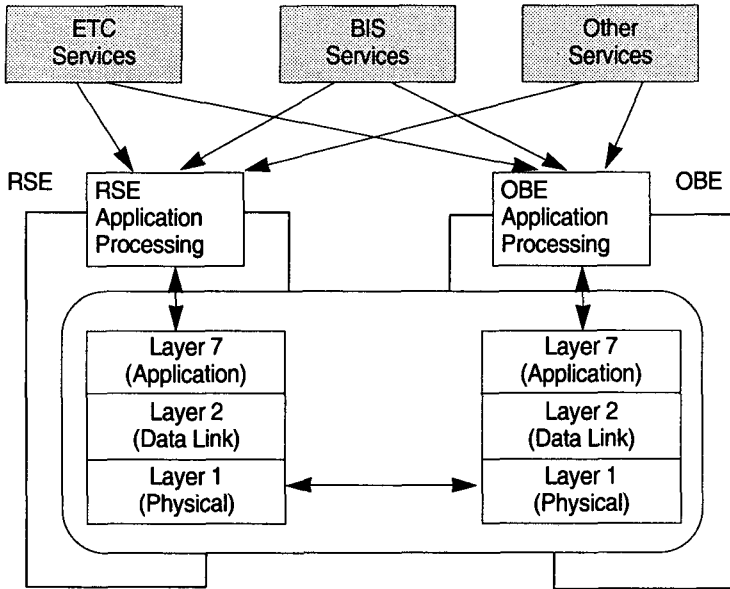 ETC
Services
BIS
Services
Other
Services
RSE
RSE
Application
Processing
OBE
Application
Processing
OBE
Layer 7
(Application)
Layer 2
(Data Link)
Layer 1
(Physical)
Layer 7
(Application)
Layer 2
(Data Link)
Layer 1
(Physical)